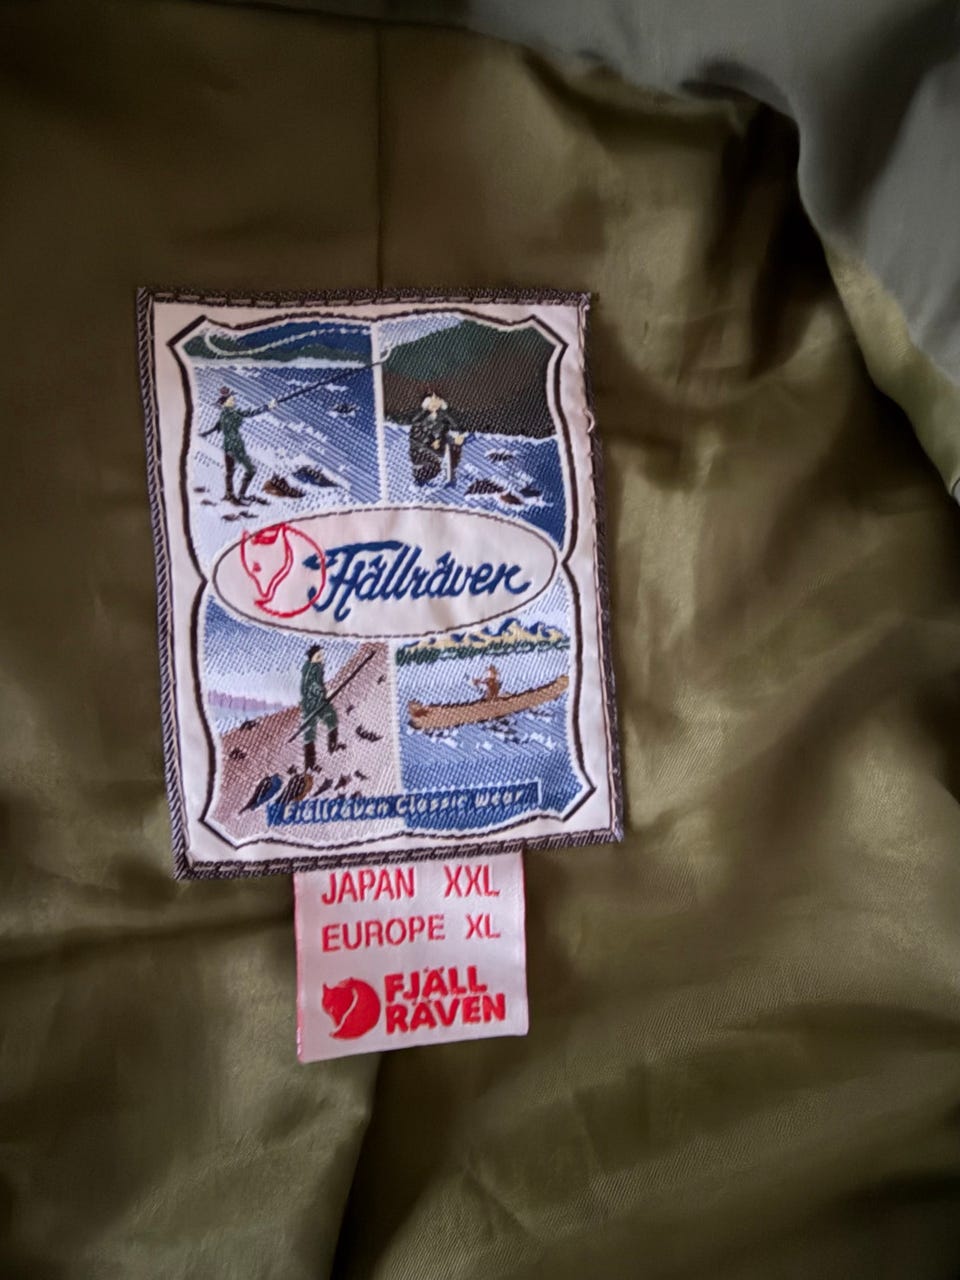 Fjällräven
Fjällräven Classic Wear
JAPAN XXL
EUROPE XL
FJÄLL
RÄVEN